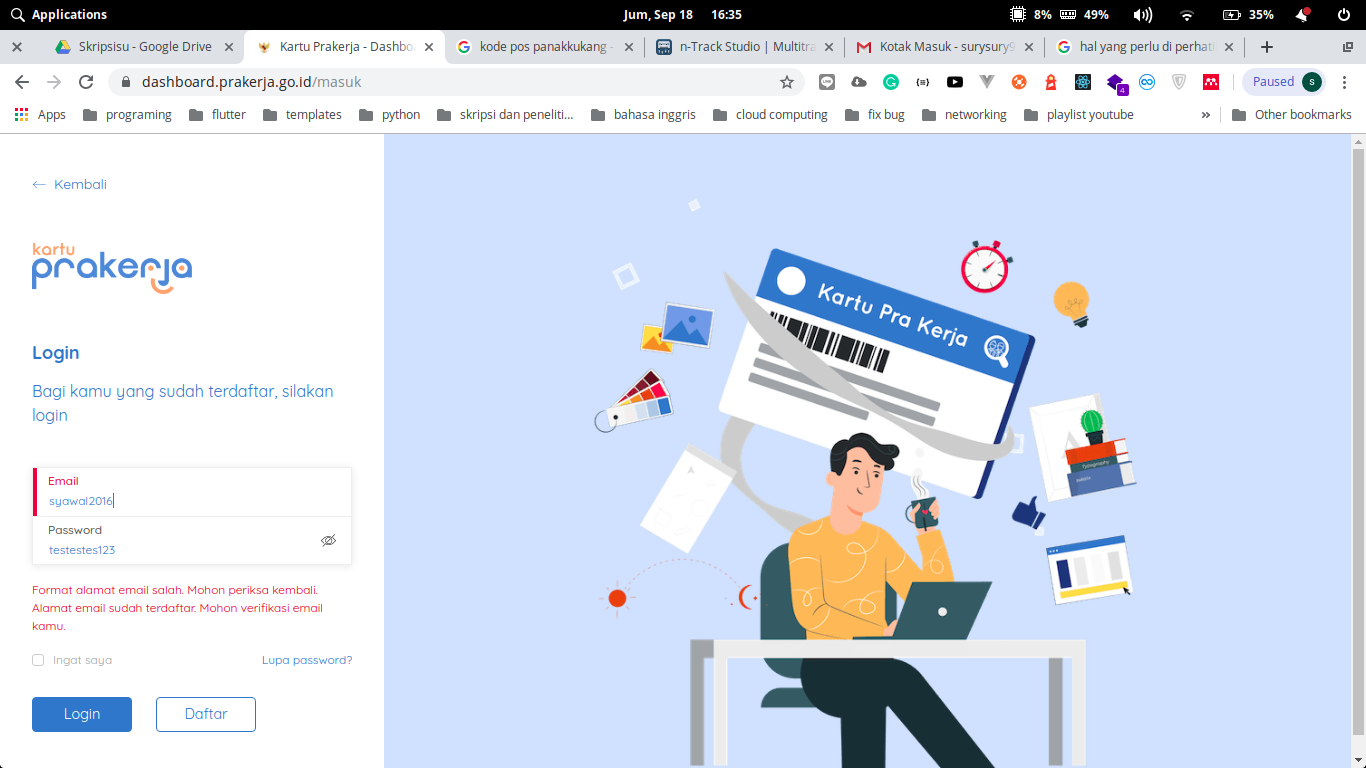 Applications
Jum, Sep 18 16:35
8% 49%
35%
Skripsisu - Google Drive
Kartu Prakerja - Dashbo
kode pos panakkukang -
n-Track Studio | Multitra
Kotak Masuk - surysury9
hal yang perlu di perhati
dashboard.prakerja.go.id/masuk
4
Paused
S
Apps
programing
flutter
templates
python
skripsi dan peneliti...
bahasa inggris
cloud computing
fix bug
networking
playlist youtube
»
Other bookmarks
Kembali
kartu
prakerja
Login
Bagi kamu yang sudah terdaftar, silakan
login
Email
syawal2016
Password
testestes123
Format alamat email salah. Mohon periksa kembali.
Alamat email sudah terdaftar. Mohon verifikasi email
kamu.
Ingat saya
Lupa password?
Login
Daftar
Kartu Pra Kerja
A
A
Typography